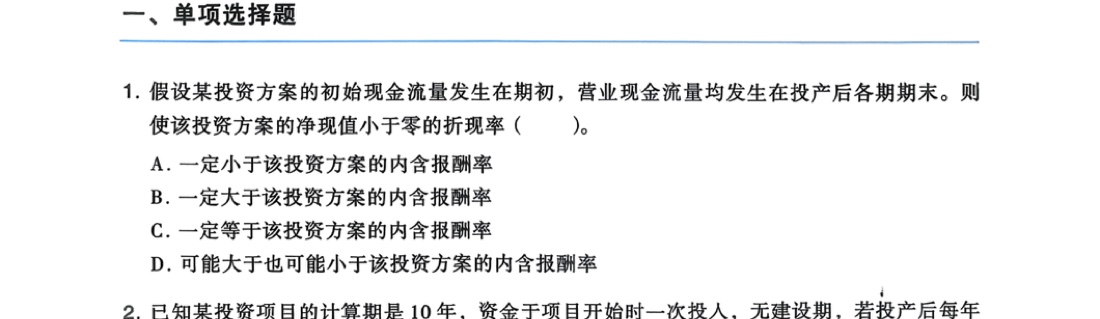 一、单项选择题
1. 假设某投资方案的初始现金流量发生在期初，营业现金流量均发生在投产后各期期末。则
使该投资方案的净现值小于零的折现率（　　）。
A. 一定小于该投资方案的内含报酬率
B. 一定大于该投资方案的内含报酬率
C. 一定等于该投资方案的内含报酬率
D. 可能大于也可能小于该投资方案的内含报酬率
2. 已知某投资项目的计算期是 10 年，资金于项目开始时一次投入，无建设期，若投产后每年